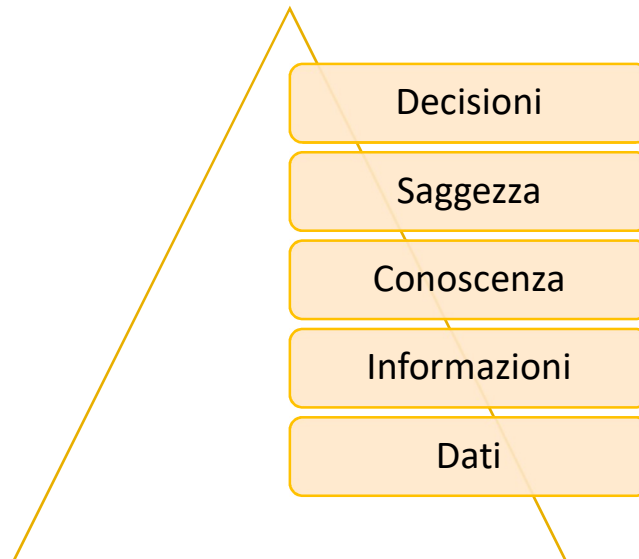 Decisioni
Saggezza
Conoscenza
Informazioni
Dati